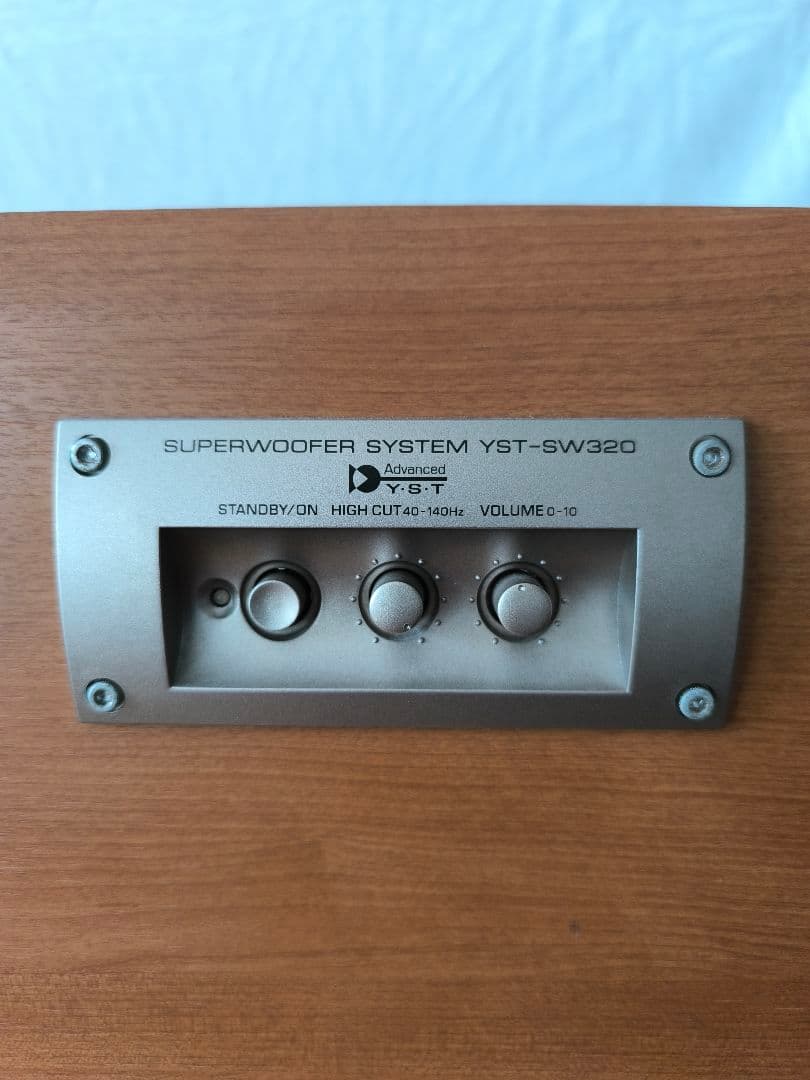 SUPERWOOFER SYSTEM YST-SW320
Advanced
Y·S·T
STANDBY/ON HIGH CUT 40-140Hz VOLUME 0-10